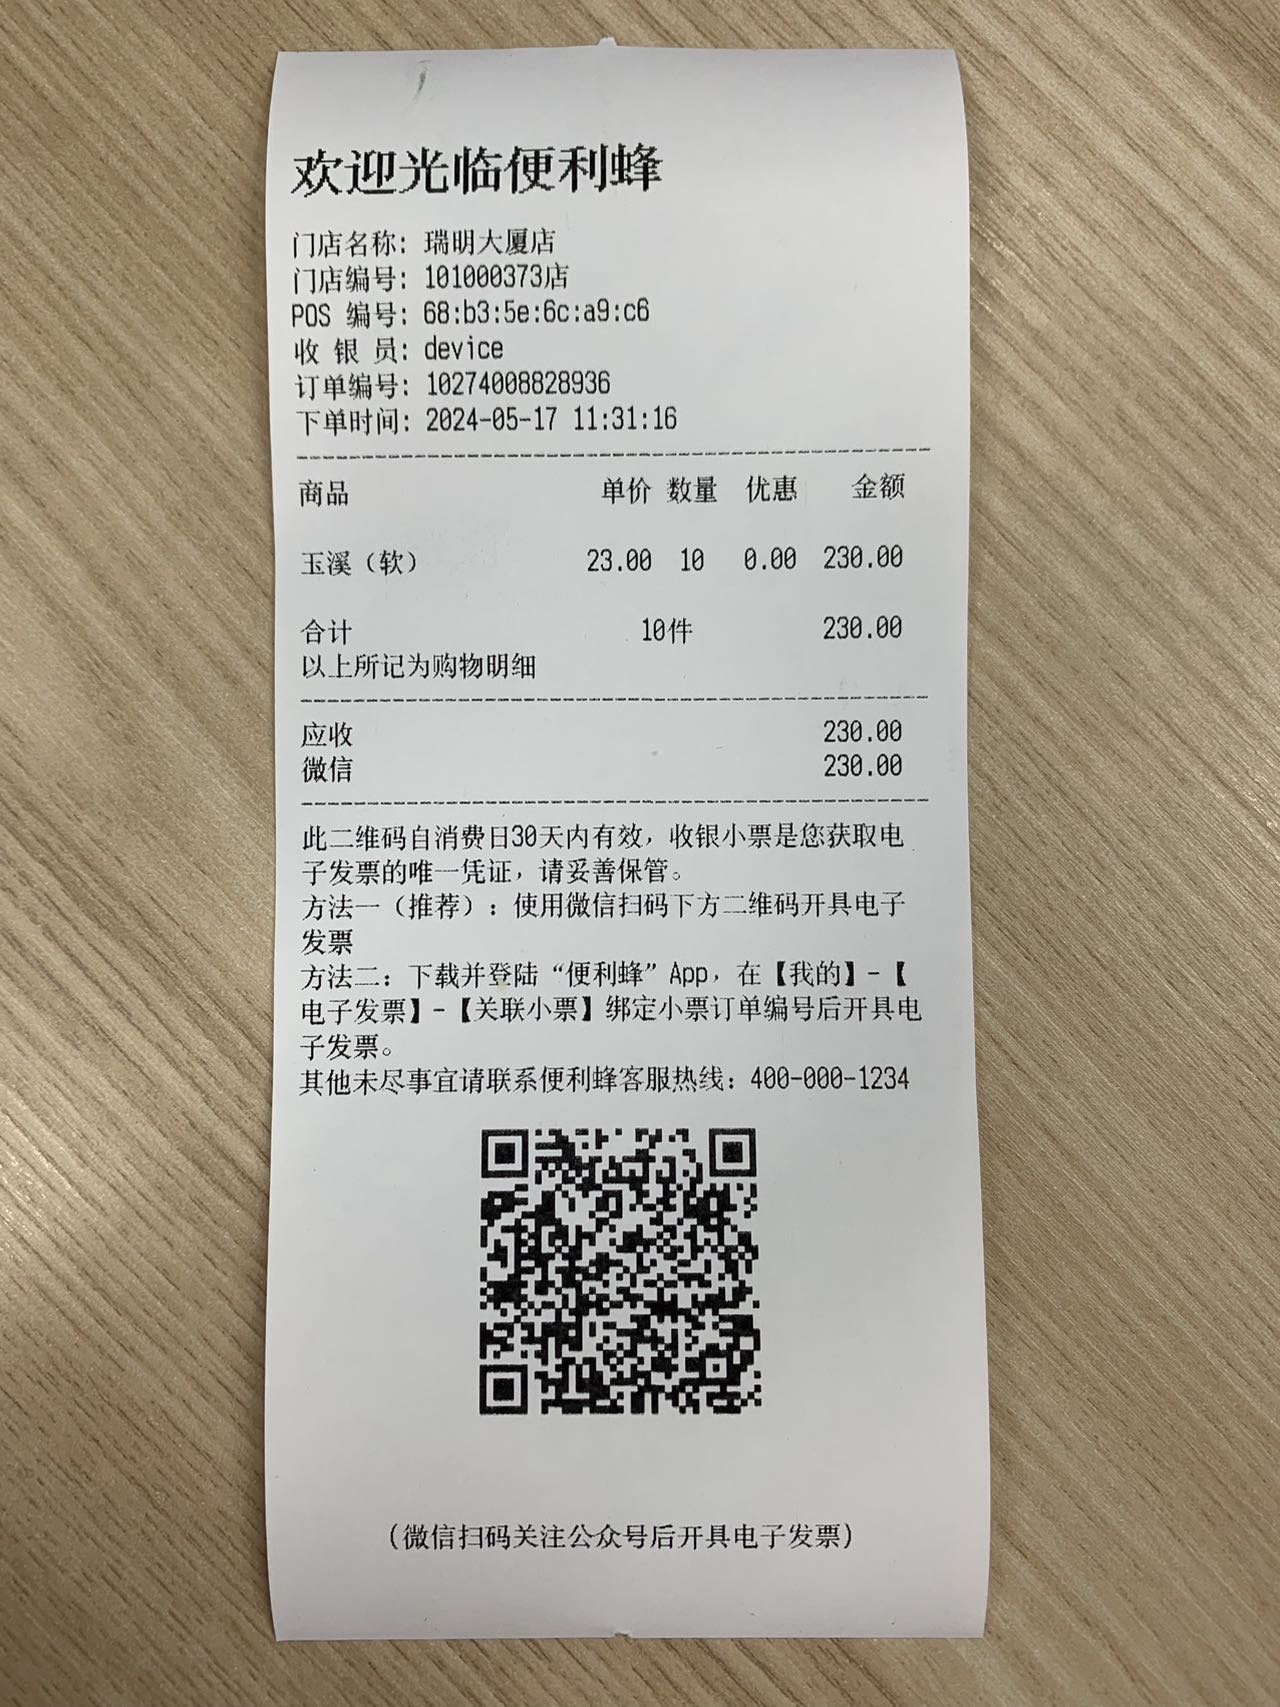 欢迎光临便利蜂
门店名称: 瑞明大厦店
门店编号: 101000373店
POS 编号: 68:b3:5e:6c:a9:c6
收 银 员: device
订单编号: 10274008828936
下单时间: 2024-05-17 11:31:16
商品 单价 数量 优惠 金额
玉溪（软） 23.00 10 0.00 230.00
合计 10件 230.00
以上所记为购物明细
应收 230.00
微信 230.00
此二维码自消费日30天内有效，收银小票是您获取电
子发票的唯一凭证，请妥善保管。
方法一（推荐）：使用微信扫码下方二维码开具电子
发票
方法二：下载并登陆“便利蜂”App，在【我的】-【
电子发票】-【关联小票】绑定小票订单编号后开具电
子发票。
其他未尽事宜请联系便利蜂客服热线：400-000-1234
（微信扫码关注公众号后开具电子发票）